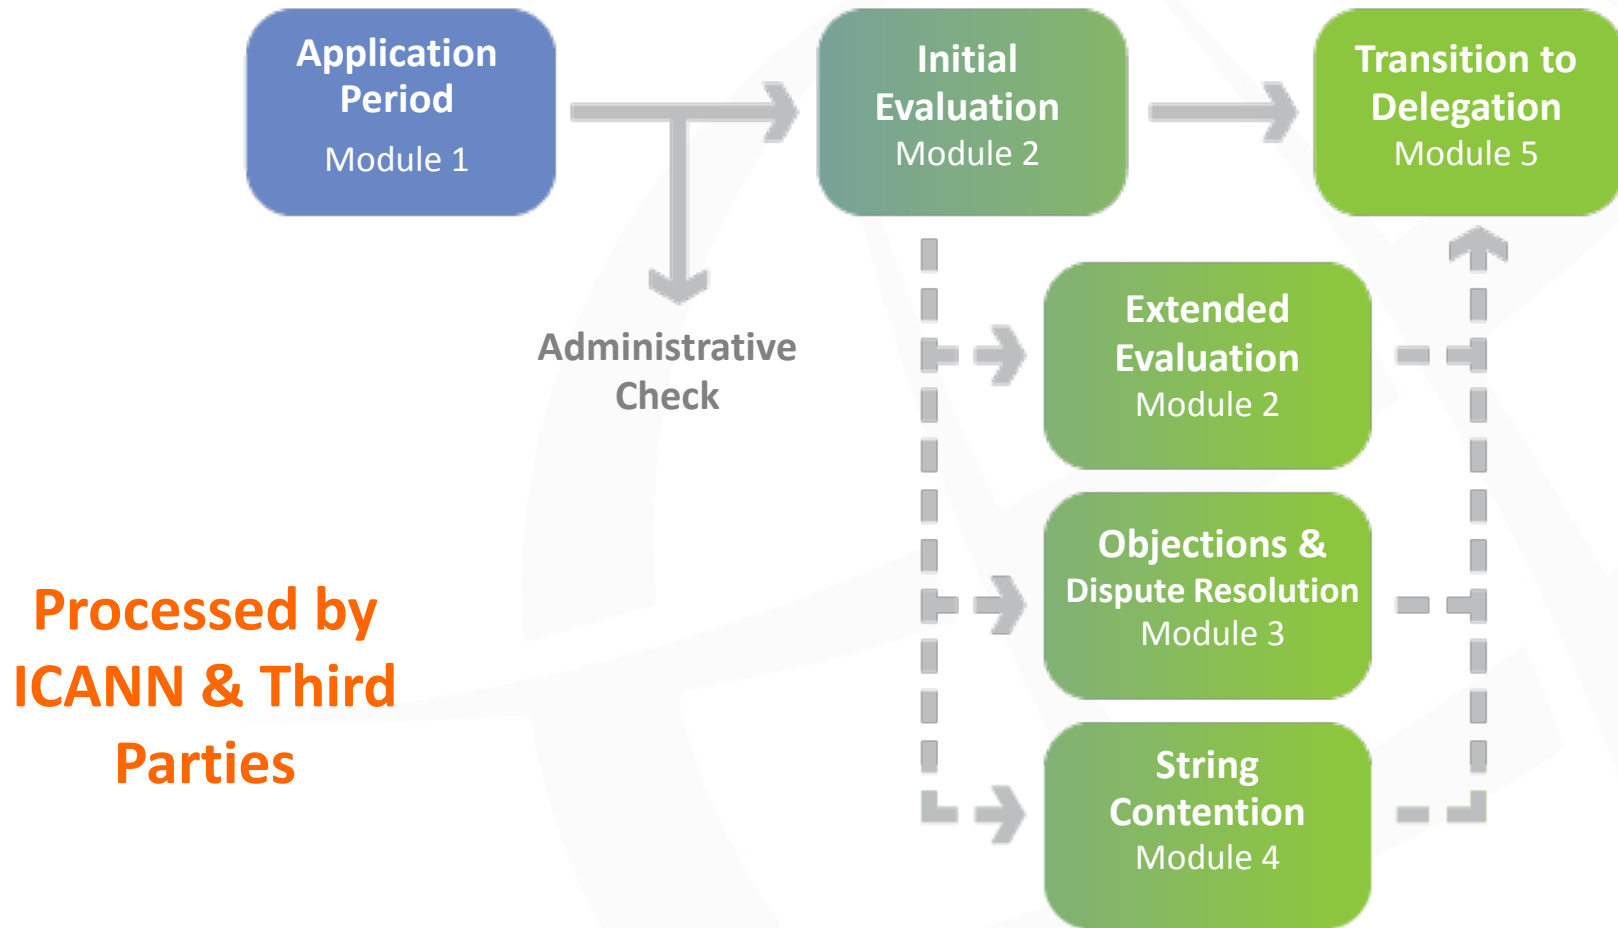 Application
Period
Module 1
Initial
Evaluation
Module 2
Transition to
Delegation
Module 5
Administrative
Check
Extended
Evaluation
Module 2
Objections &
Dispute Resolution
Module 3
String
Contention
Module 4
Processed by
ICANN & Third
Parties